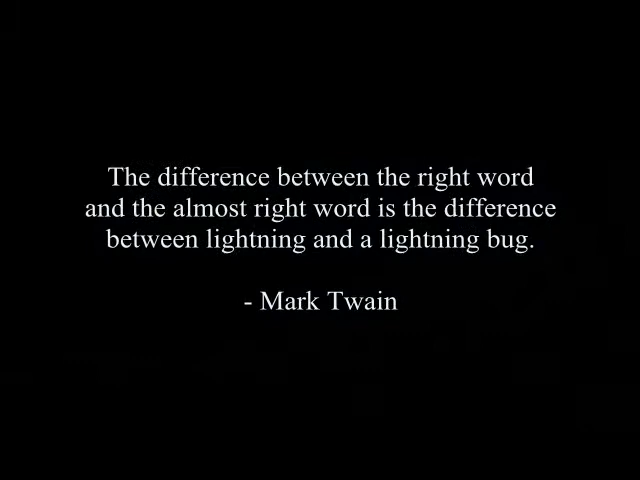 The difference between the right word
and the almost right word is the difference
between lightning and a lightning bug.
- Mark Twain